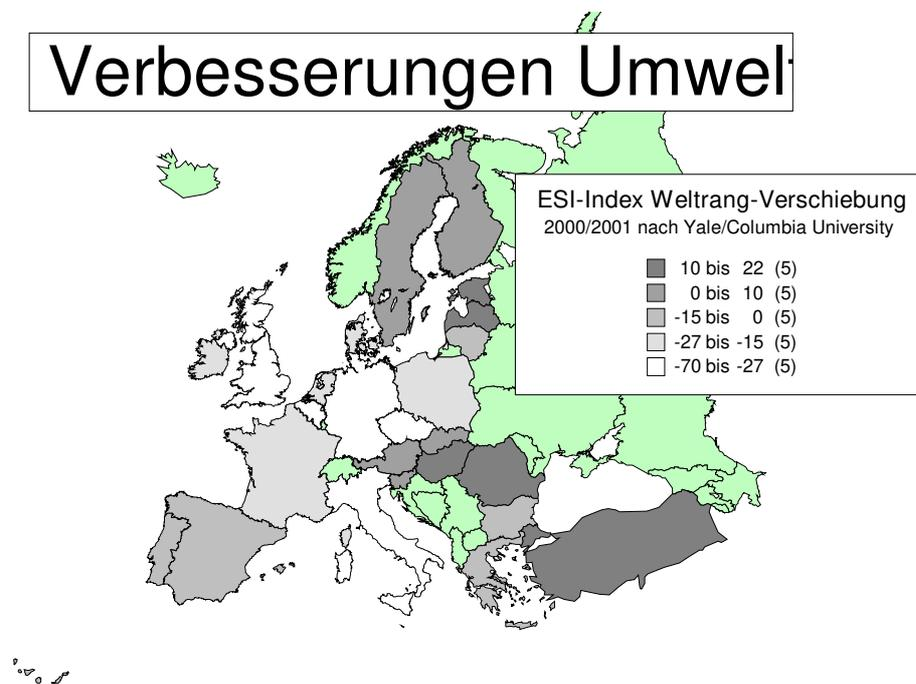 Verbesserungen Umwelt
ESI-Index Weltrang-Verschiebung
2000/2001 nach Yale/Columbia University
10 bis 22 (5)
0 bis 10 (5)
-15 bis 0 (5)
-27 bis -15 (5)
-70 bis -27 (5)